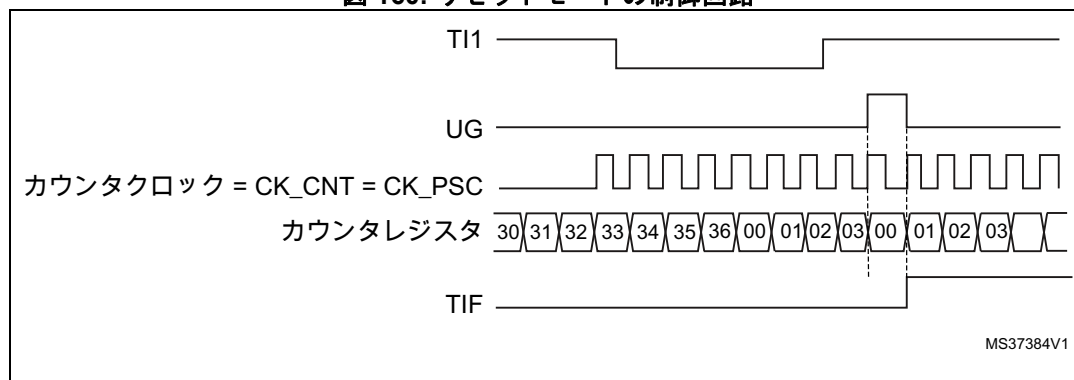 TI1
UG
カウンタクロック = CK_CNT = CK_PSC
カウンタレジスタ 30 31 32 33 34 35 36 00 01 02 03 00 01 02 03
TIF
MS37384V1